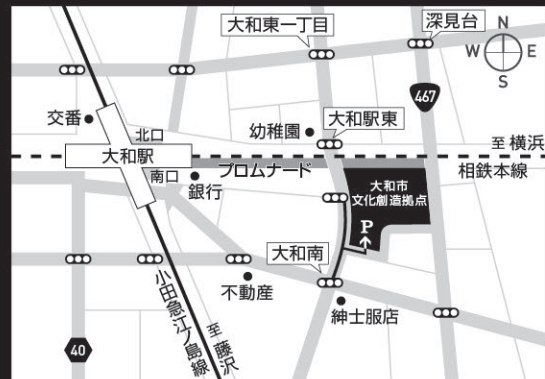 大和東一丁目
深見台
N
W E
S
467
交番
北口
幼稚園
大和駅東
至 横浜
大和駅
プロムナード
相鉄本線
南口
銀行
大和市
文化創造拠点
P
大和南
不動産
紳士服店
小田急江ノ島線
至 藤沢
40